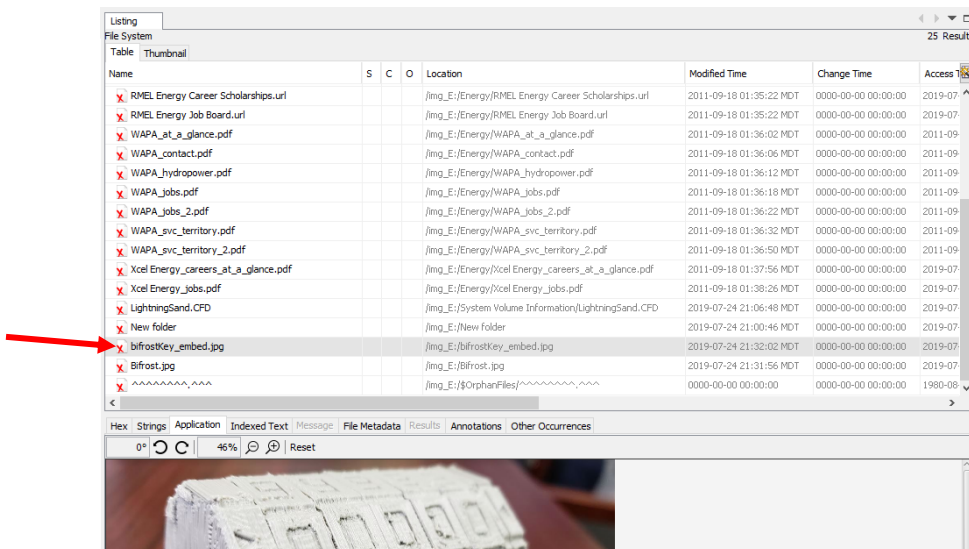 Listing
File System 25 Result
Table Thumbnail
Name S C O Location Modified Time Change Time Access T
RMEL Energy Career Scholarships.url /img_E:/Energy/RMEL Energy Career Scholarships.url 2011-09-18 01:35:22 MDT 0000-00-00 00:00:00 2019-07-
RMEL Energy Job Board.url /img_E:/Energy/RMEL Energy Job Board.url 2011-09-18 01:35:22 MDT 0000-00-00 00:00:00 2019-07-
WAPA_at_a_glance.pdf /img_E:/Energy/WAPA_at_a_glance.pdf 2011-09-18 01:36:02 MDT 0000-00-00 00:00:00 2011-09-
WAPA_contact.pdf /img_E:/Energy/WAPA_contact.pdf 2011-09-18 01:36:06 MDT 0000-00-00 00:00:00 2011-09-
WAPA_hydropower.pdf /img_E:/Energy/WAPA_hydropower.pdf 2011-09-18 01:36:12 MDT 0000-00-00 00:00:00 2011-09-
WAPA_jobs.pdf /img_E:/Energy/WAPA_jobs.pdf 2011-09-18 01:36:18 MDT 0000-00-00 00:00:00 2011-09-
WAPA_jobs_2.pdf /img_E:/Energy/WAPA_jobs_2.pdf 2011-09-18 01:36:22 MDT 0000-00-00 00:00:00 2011-09-
WAPA_svc_territory.pdf /img_E:/Energy/WAPA_svc_territory.pdf 2011-09-18 01:36:32 MDT 0000-00-00 00:00:00 2011-09-
WAPA_svc_territory_2.pdf /img_E:/Energy/WAPA_svc_territory_2.pdf 2011-09-18 01:36:50 MDT 0000-00-00 00:00:00 2011-09-
Xcel Energy_careers_at_a_glance.pdf /img_E:/Energy/Xcel Energy_careers_at_a_glance.pdf 2011-09-18 01:37:56 MDT 0000-00-00 00:00:00 2019-07-
Xcel Energy_jobs.pdf /img_E:/Energy/Xcel Energy_jobs.pdf 2011-09-18 01:38:26 MDT 0000-00-00 00:00:00 2019-07-
LightningSand.CFD /img_E:/System Volume Information/LightningSand.CFD 2019-07-24 21:06:48 MDT 0000-00-00 00:00:00 2019-07-
New folder /img_E:/New folder 2019-07-24 21:00:46 MDT 0000-00-00 00:00:00 2019-07-
bifrostKey_embed.jpg /img_E:/bifrostKey_embed.jpg 2019-07-24 21:32:02 MDT 0000-00-00 00:00:00 2019-07-
Bifrost.jpg /img_E:/Bifrost.jpg 2019-07-24 21:31:56 MDT 0000-00-00 00:00:00 2019-07-
^^^^^^^^.^^^ /img_E:/$OrphanFiles/^^^^^^^^.^^^ 0000-00-00 00:00:00 0000-00-00 00:00:00 1980-08-
Hex Strings Application Indexed Text Message File Metadata Results Annotations Other Occurrences
0° 46% Reset